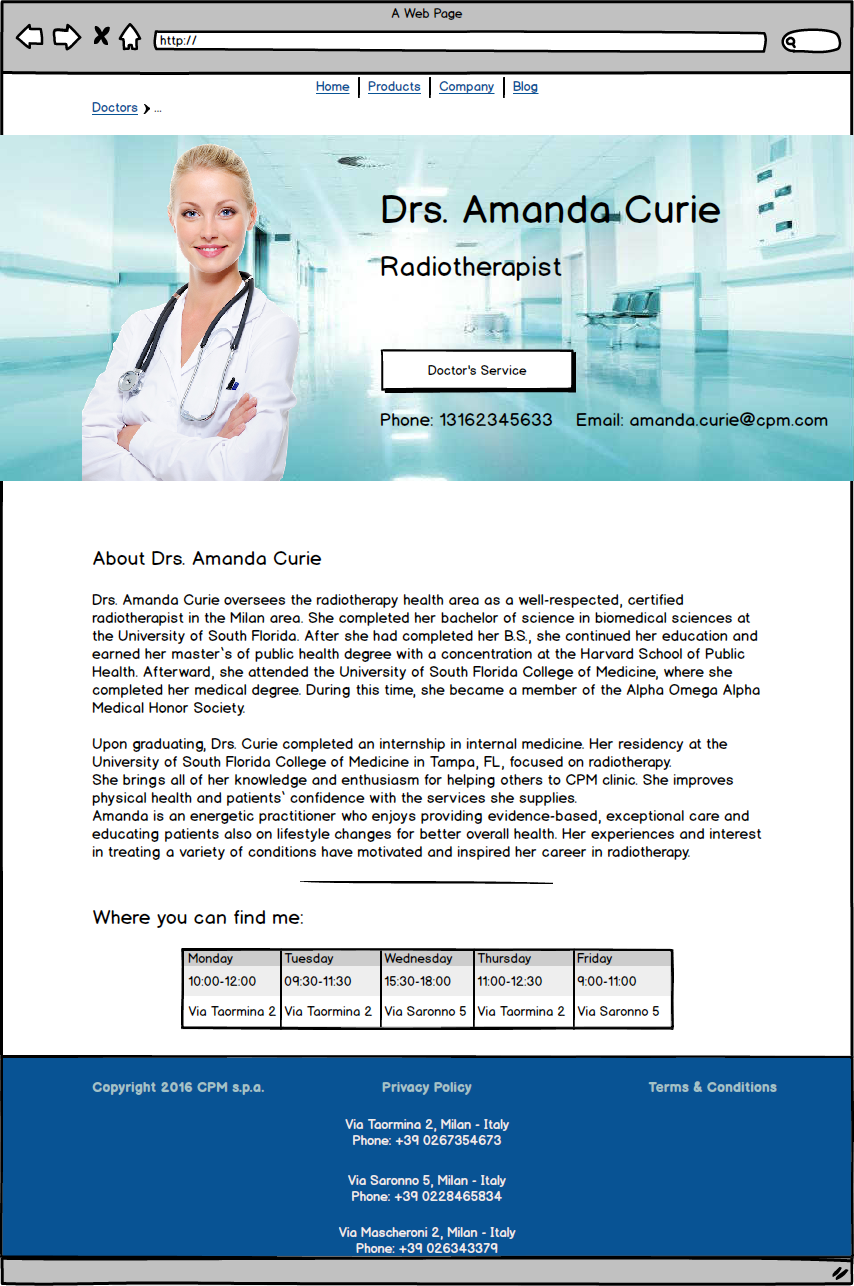 A Web Page
http://
Home Products Company Blog
Doctors ...
Drs. Amanda Curie
Radiotherapist
Doctor's Service
Phone: 13162345633 Email: amanda.curie@cpm.com
About Drs. Amanda Curie
Drs. Amanda Curie oversees the radiotherapy health area as a well-respected, certified
radiotherapist in the Milan area. She completed her bachelor of science in biomedical sciences at
the University of South Florida. After she had completed her B.S., she continued her education and
earned her master`s of public health degree with a concentration at the Harvard School of Public
Health. Afterward, she attended the University of South Florida College of Medicine, where she
completed her medical degree. During this time, she became a member of the Alpha Omega Alpha
Medical Honor Society.
Upon graduating, Drs. Curie completed an internship in internal medicine. Her residency at the
University of South Florida College of Medicine in Tampa, FL, focused on radiotherapy.
She brings all of her knowledge and enthusiasm for helping others to CPM clinic. She improves
physical health and patients` confidence with the services she supplies.
Amanda is an energetic practitioner who enjoys providing evidence-based, exceptional care and
educating patients also on lifestyle changes for better overall health. Her experiences and interest
in treating a variety of conditions have motivated and inspired her career in radiotherapy.
Where you can find me:
Monday Tuesday Wednesday Thursday Friday
10:00-12:00 09:30-11:30 15:30-18:00 11:00-12:30 9:00-11:00
Via Taormina 2 Via Taormina 2 Via Saronno 5 Via Taormina 2 Via Saronno 5
Copyright 2016 CPM s.p.a. Privacy Policy Terms & Conditions
Via Taormina 2, Milan - Italy
Phone: +39 0267354673
Via Saronno 5, Milan - Italy
Phone: +39 0228465834
Via Mascheroni 2, Milan - Italy
Phone: +39 026343379